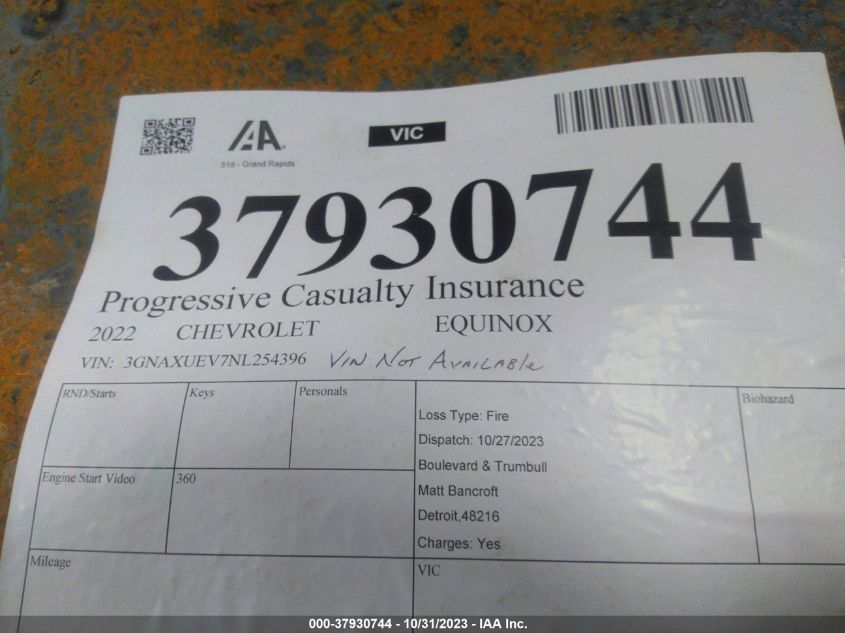 IAA.
VIC
518 - Grand Rapids
37930744
Progressive Casualty Insurance
2022 CHEVROLET EQUINOX
VIN: 3GNAXUEV7NL254396 VIN NOT AVAILABLE
RND/Starts
Keys
Personals
Loss Type: Fire
Dispatch: 10/27/2023
Boulevard & Trumbull
Matt Bancroft
Detroit,48216
Charges: Yes
Biohazard
Engine Start Video
360
Mileage
VIC
000-37930744 - 10/31/2023 - IAA Inc.